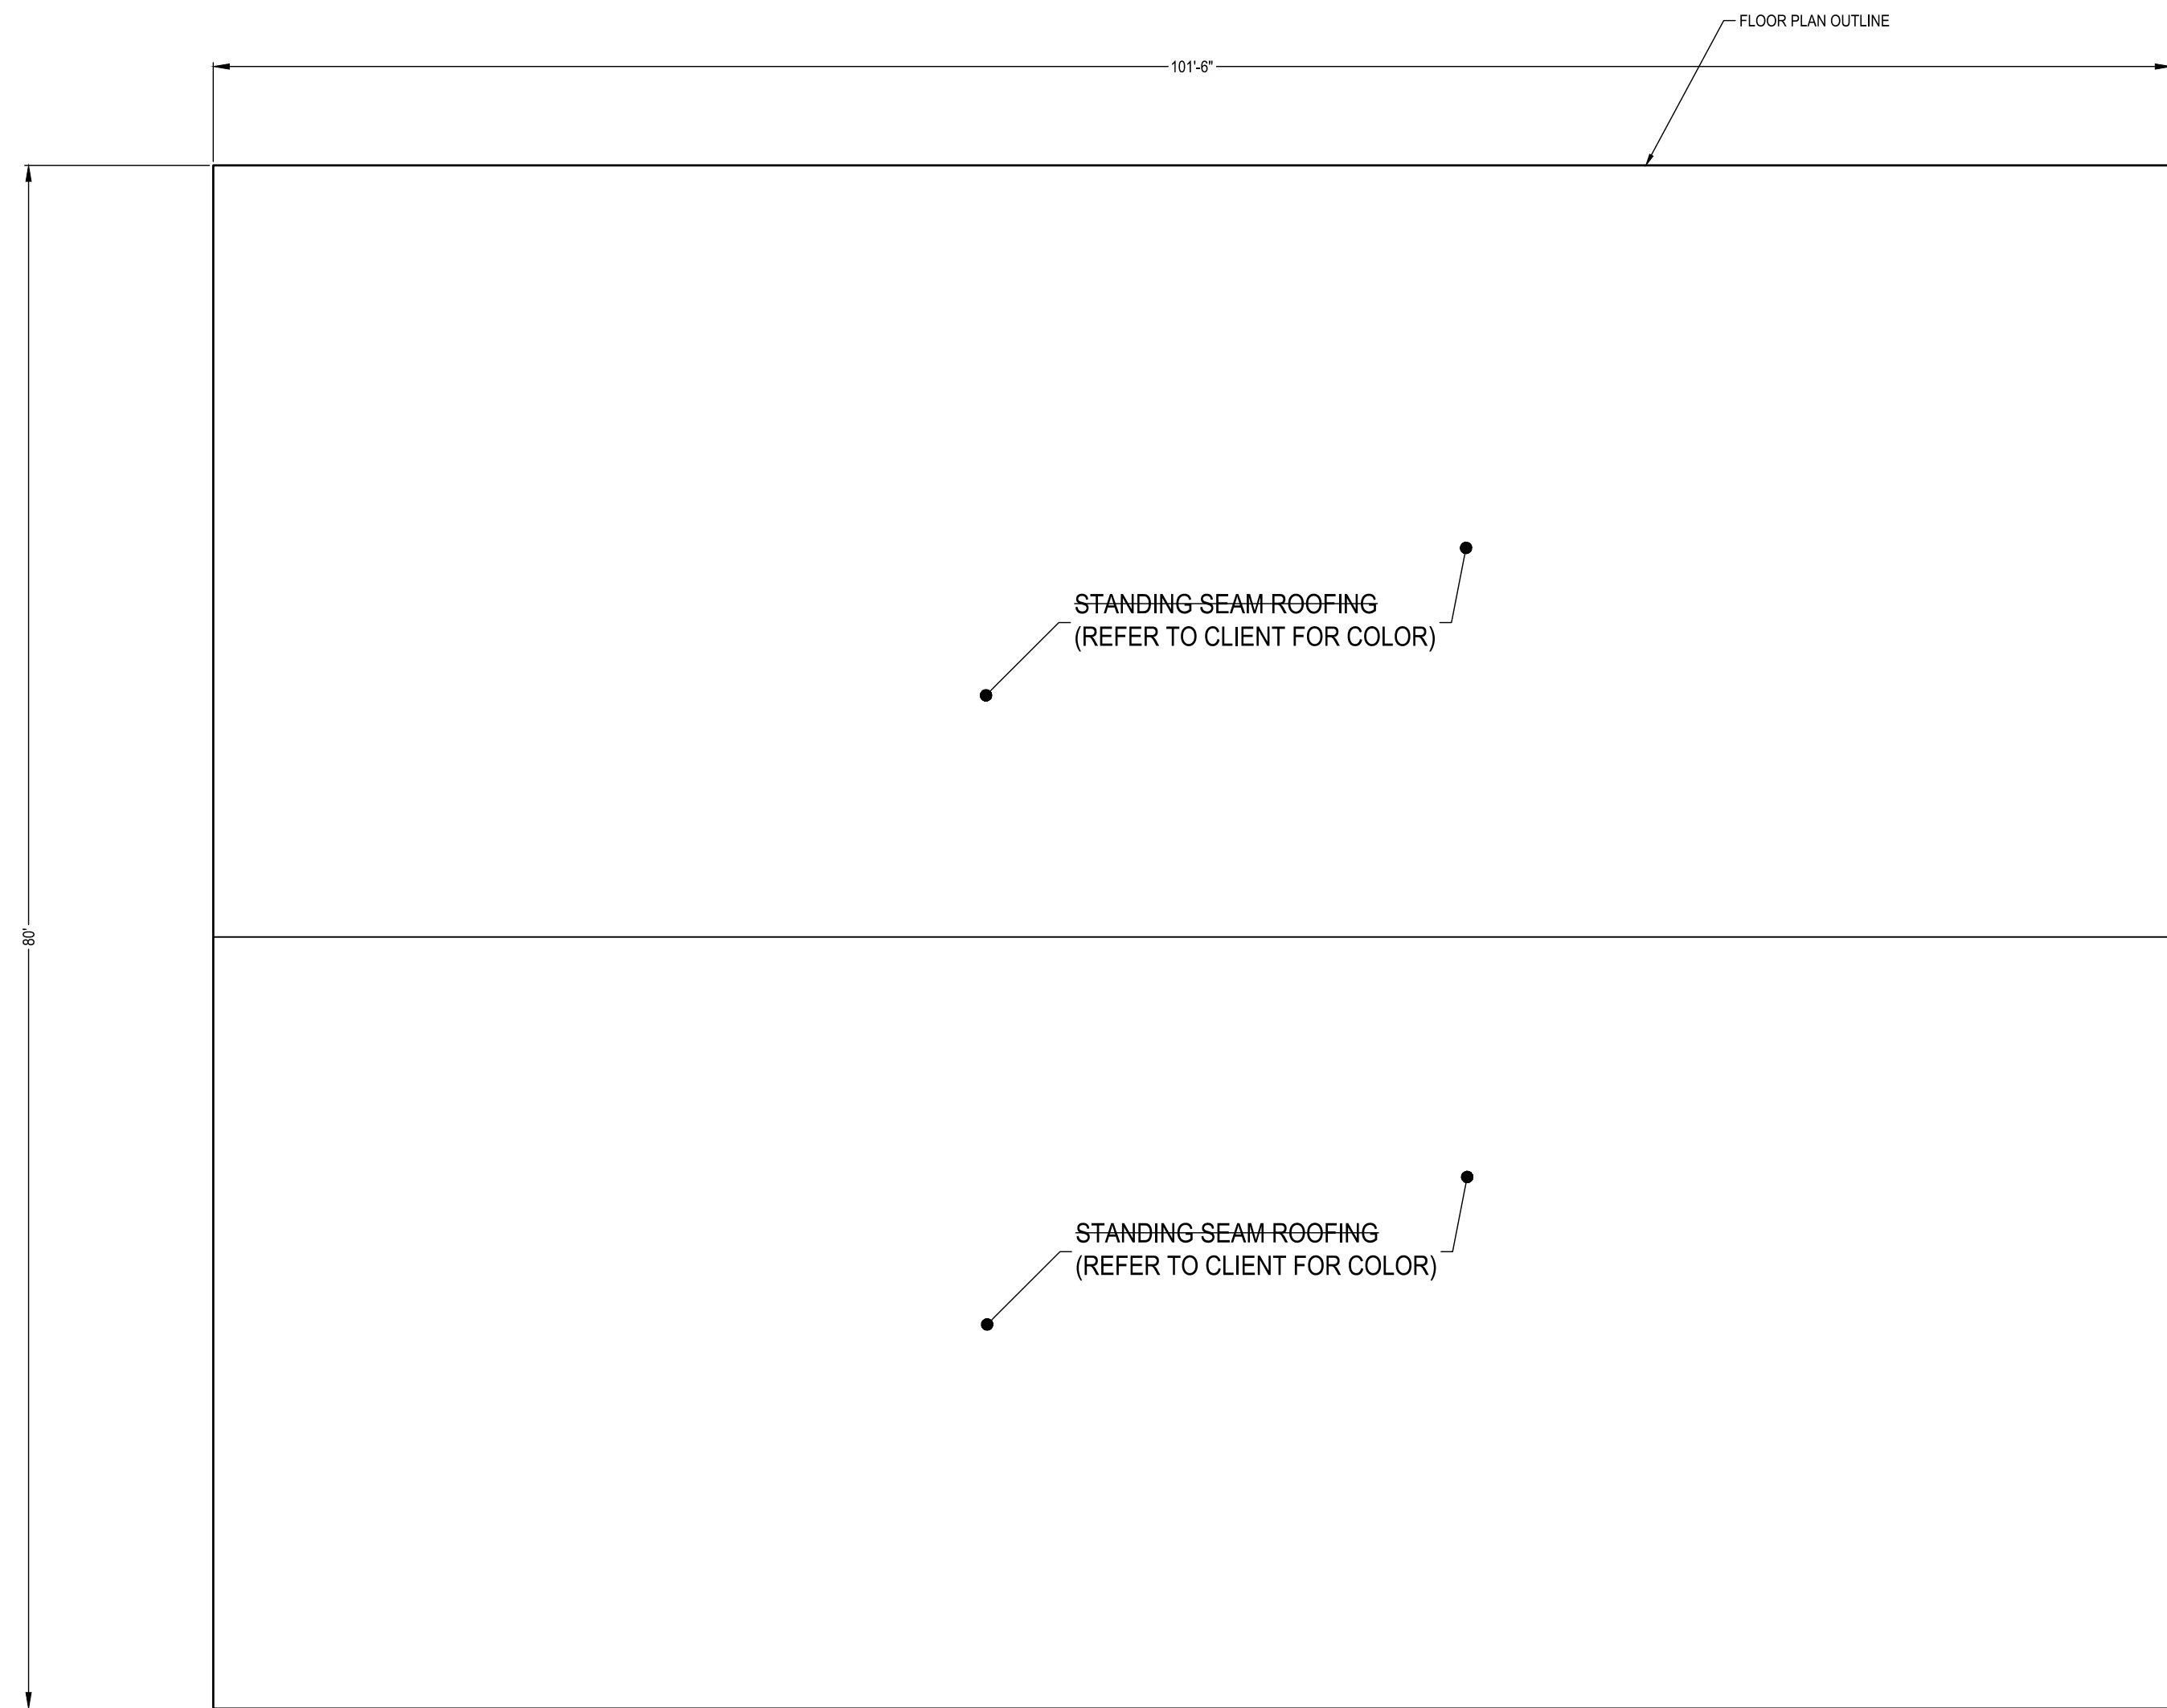 FLOOR PLAN OUTLINE
101'-6"
STANDING SEAM ROOFING
(REFER TO CLIENT FOR COLOR)
80'
STANDING SEAM ROOFING
(REFER TO CLIENT FOR COLOR)